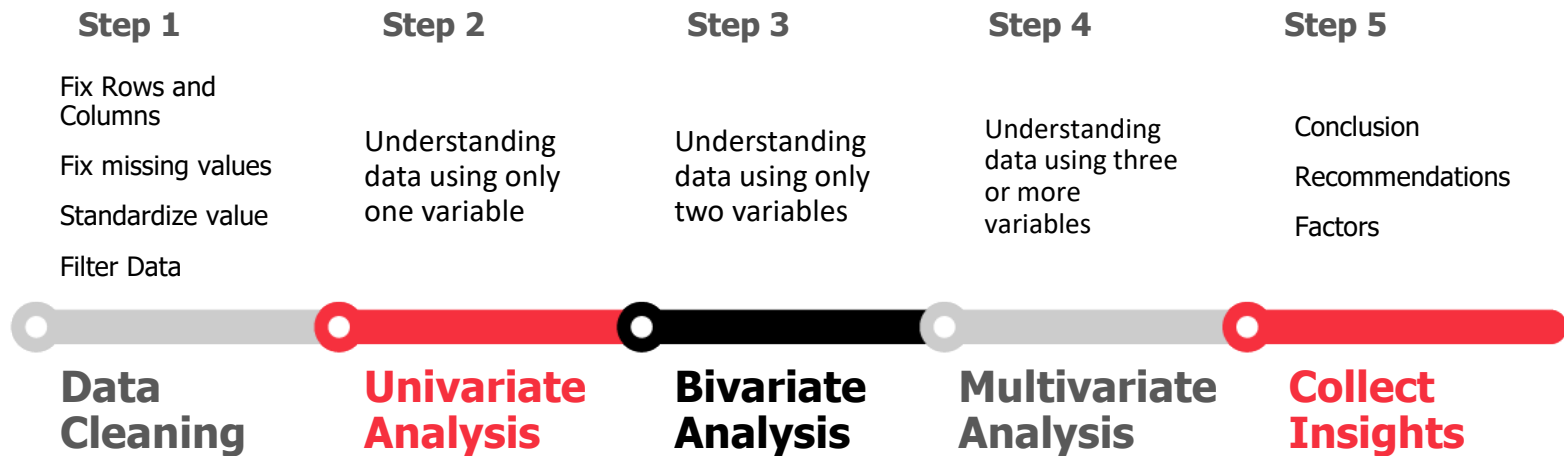 Step 1
Step 2
Step 3
Step 4
Step 5
Fix Rows and
Columns
Fix missing values
Standardize value
Filter Data
Understanding
data using only
one variable
Understanding
data using only
two variables
Understanding
data using three
or more
variables
Conclusion
Recommendations
Factors
Data
Cleaning
Univariate
Analysis
Bivariate
Analysis
Multivariate
Analysis
Collect
Insights